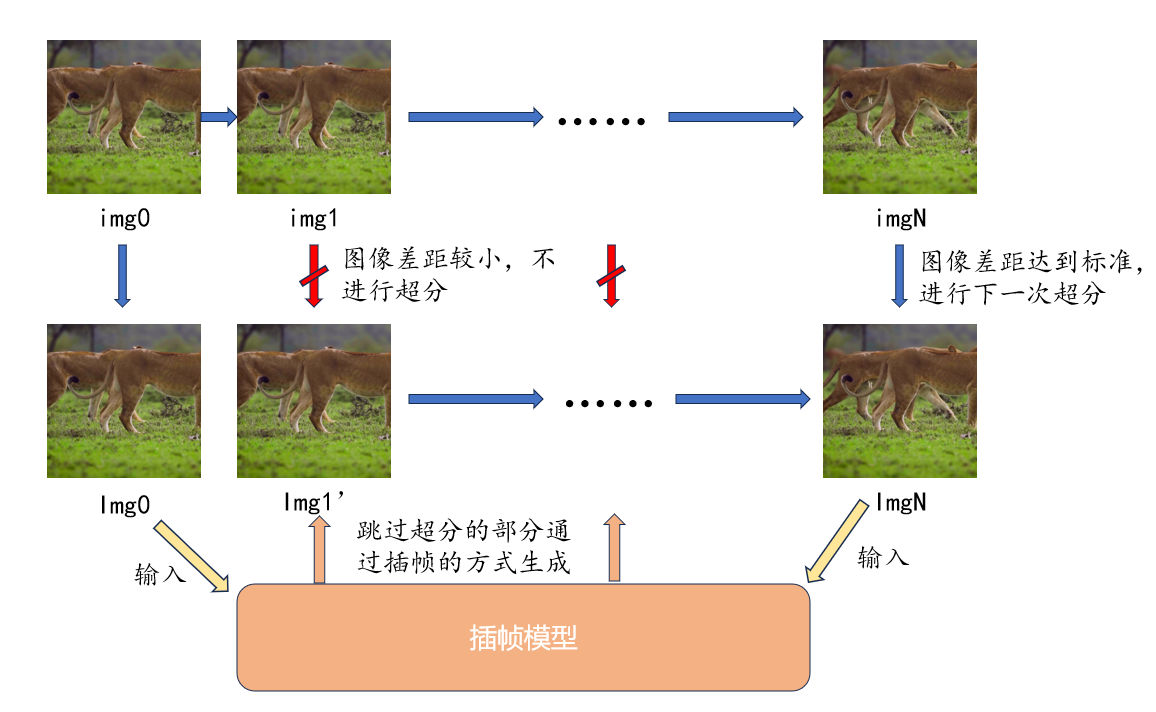 img0
img1
......
imgN
图像差距较小，不
进行超分
图像差距达到标准，
进行下一次超分
......
Img0
Img1’
ImgN
跳过超分的部分通
过插帧的方式生成
输入
输入
插帧模型